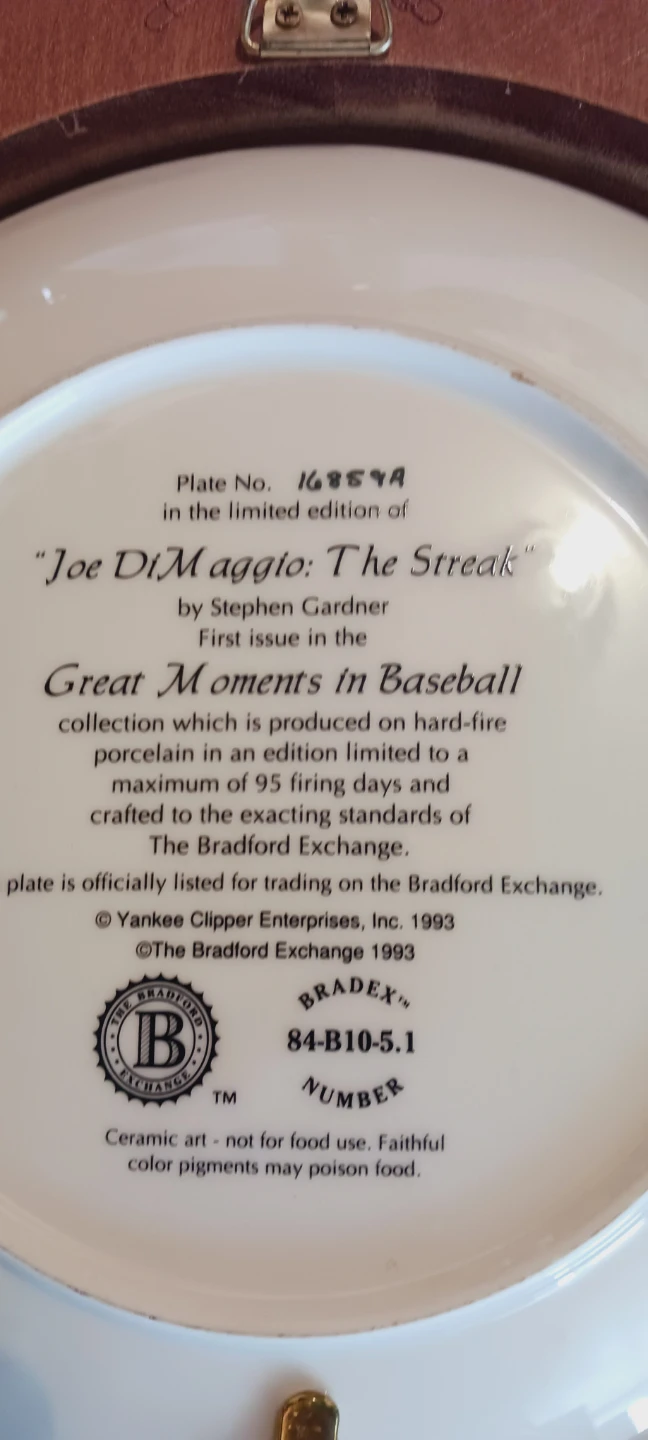 Plate No. 16859A
in the limited edition of
"Joe DiMaggio: The Streak"
by Stephen Gardner
First issue in the
Great Moments in Baseball
collection which is produced on hard-fire
porcelain in an edition limited to a
maximum of 95 firing days and
crafted to the exacting standards of
The Bradford Exchange.
plate is officially listed for trading on the Bradford Exchange.
© Yankee Clipper Enterprises, Inc. 1993
©The Bradford Exchange 1993
THE BRADFORD
B
EXCHANGE
TM
BRADEX™
84-B10-5.1
NUMBER
Ceramic art - not for food use. Faithful
color pigments may poison food.